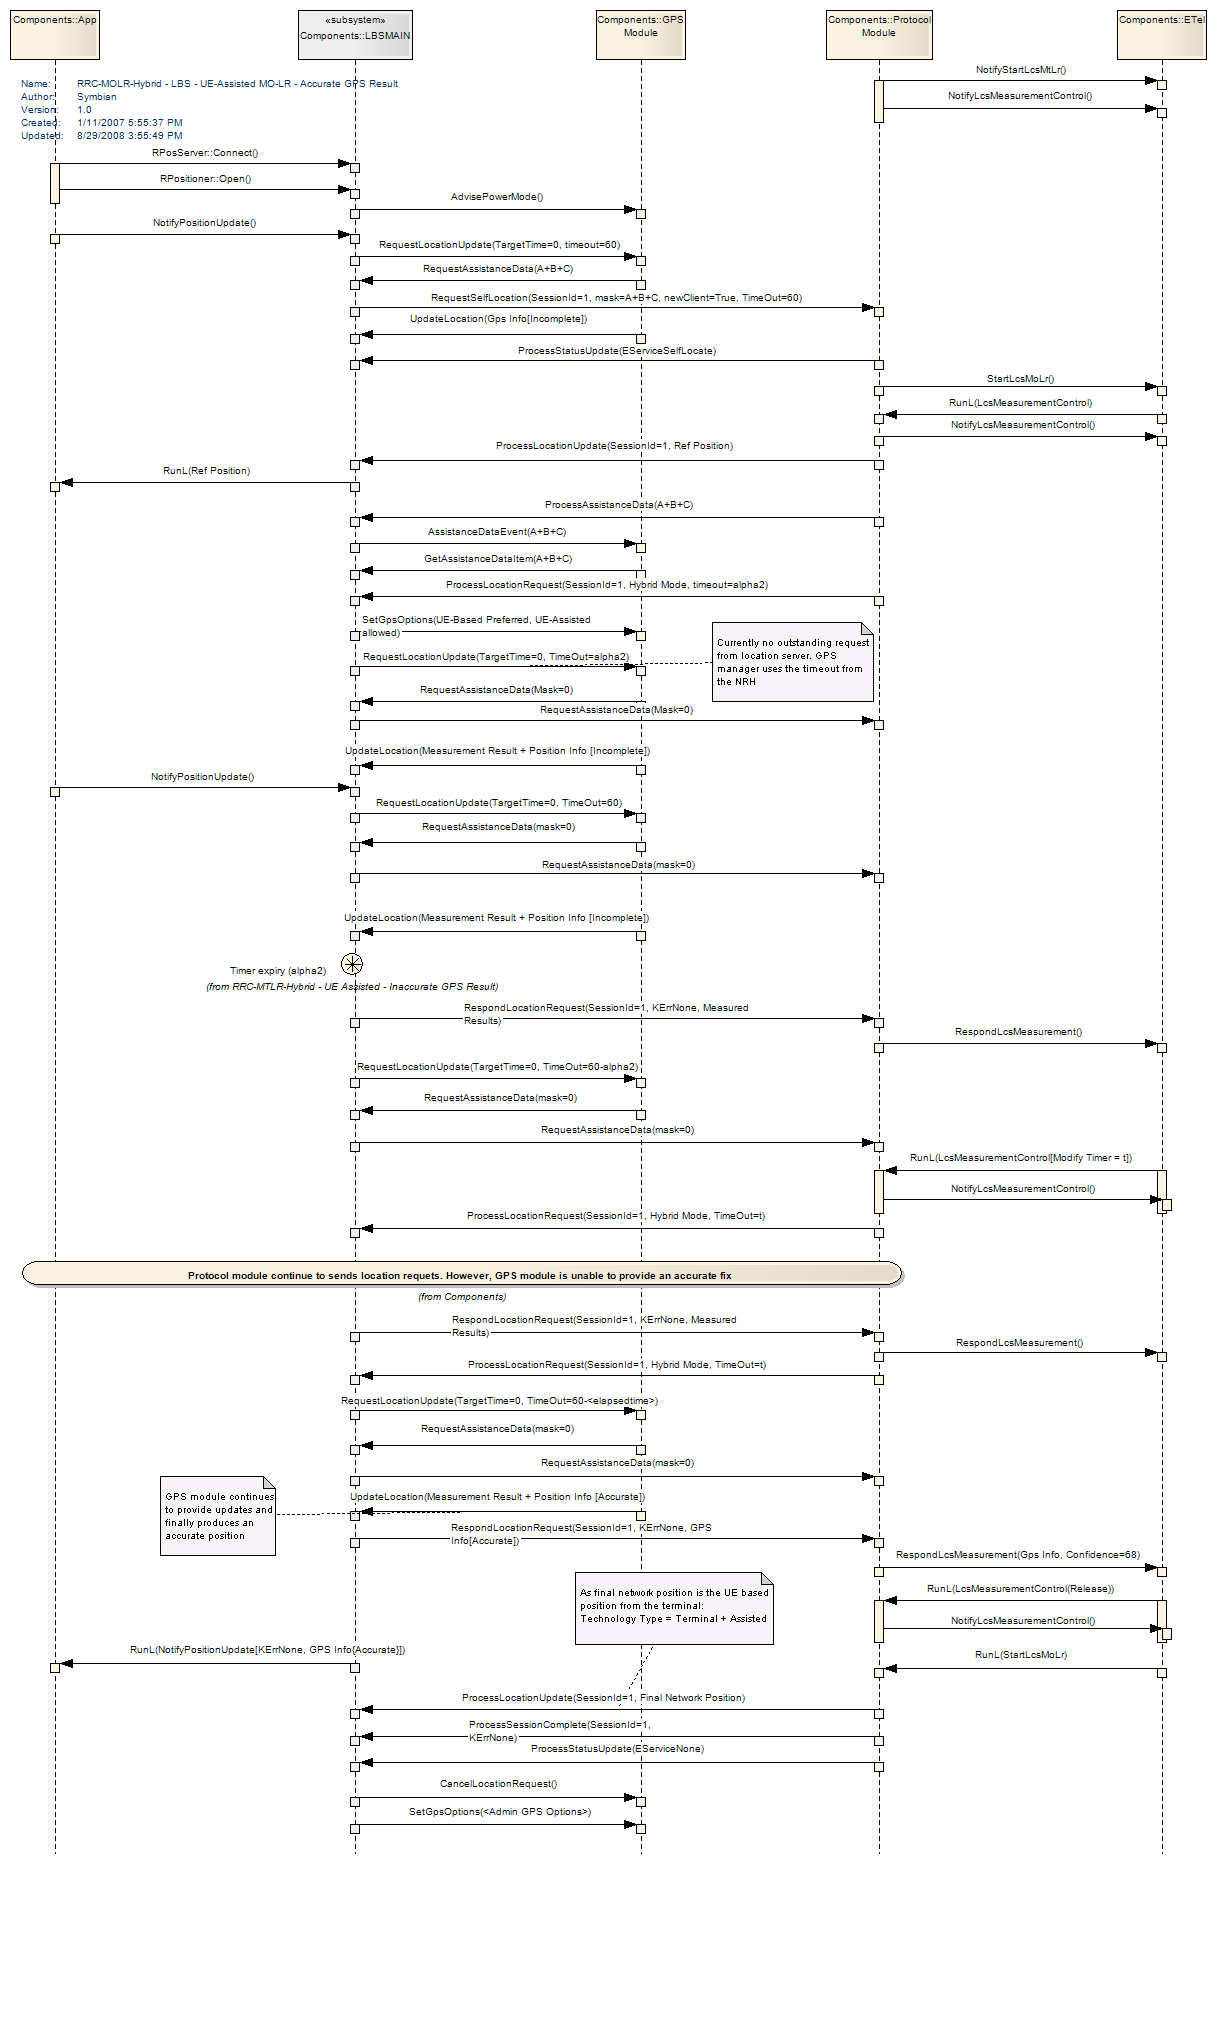 Components::App
«subsystem»
Components::LBSMAIN
Components::GPS
Module
Components::Protocol
Module
Components::ETel
NotifyStartLcsMtLr()
Name: RRC-MOLR-Hybrid - LBS - UE-Assisted MO-LR - Accurate GPS Result
Author: Symbian
Version: 1.0
Created: 1/11/2007 5:55:37 PM
Updated: 8/29/2008 3:55:49 PM
NotifyLcsMeasurementControl()
RPosServer::Connect()
RPositioner::Open()
AdvisePowerMode()
NotifyPositionUpdate()
RequestLocationUpdate(TargetTime=0, timeout=60)
RequestAssistanceData(A+B+C)
RequestSelfLocation(SessionId=1, mask=A+B+C, newClient=True, TimeOut=60)
UpdateLocation(Gps Info[Incomplete])
ProcessStatusUpdate(EServiceSelfLocate)
StartLcsMoLr()
RunL(LcsMeasurementControl)
NotifyLcsMeasurementControl()
ProcessLocationUpdate(SessionId=1, Ref Position)
RunL(Ref Position)
ProcessAssistanceData(A+B+C)
AssistanceDataEvent(A+B+C)
GetAssistanceDataItem(A+B+C)
ProcessLocationRequest(SessionId=1, Hybrid Mode, timeout=alpha2)
SetGpsOptions(UE-Based Preferred, UE-Assisted
allowed)
Currently no outstanding request
from location server. GPS
manager uses the timeout from
the NRH
RequestLocationUpdate(TargetTime=0, TimeOut=alpha2)
RequestAssistanceData(Mask=0)
RequestAssistanceData(Mask=0)
UpdateLocation(Measurement Result + Position Info [Incomplete])
NotifyPositionUpdate()
RequestLocationUpdate(TargetTime=0, TimeOut=60)
RequestAssistanceData(mask=0)
RequestAssistanceData(mask=0)
UpdateLocation(Measurement Result + Position Info [Incomplete])
Timer expiry (alpha2)
(from RRC-MTLR-Hybrid - UE Assisted - Inaccurate GPS Result)
RespondLocationRequest(SessionId=1, KErrNone, Measured
Results)
RespondLcsMeasurement()
RequestLocationUpdate(TargetTime=0, TimeOut=60-alpha2)
RequestAssistanceData(mask=0)
RequestAssistanceData(mask=0)
RunL(LcsMeasurementControl[Modify Timer = t])
NotifyLcsMeasurementControl()
ProcessLocationRequest(SessionId=1, Hybrid Mode, TimeOut=t)
Protocol module continue to sends location requets. However, GPS module is unable to provide an accurate fix
(from Components)
RespondLocationRequest(SessionId=1, KErrNone, Measured
Results)
RespondLcsMeasurement()
ProcessLocationRequest(SessionId=1, Hybrid Mode, TimeOut=t)
RequestLocationUpdate(TargetTime=0, TimeOut=60-<elapsedtime>)
RequestAssistanceData(mask=0)
RequestAssistanceData(mask=0)
GPS module continues
to provide updates and
finally produces an
accurate position
UpdateLocation(Measurement Result + Position Info [Accurate])
RespondLocationRequest(SessionId=1, KErrNone, GPS
Info[Accurate])
RespondLcsMeasurement(Gps Info, Confidence=68)
As final network position is the UE based
position from the terminal:
Technology Type = Terminal + Assisted
RunL(LcsMeasurementControl(Release))
NotifyLcsMeasurementControl()
RunL(NotifyPositionUpdate[KErrNone, GPS Info{Accurate}])
RunL(StartLcsMoLr)
ProcessLocationUpdate(SessionId=1, Final Network Position)
ProcessSessionComplete(SessionId=1,
KErrNone)
ProcessStatusUpdate(EServiceNone)
CancelLocationRequest()
SetGpsOptions(<Admin GPS Options>)